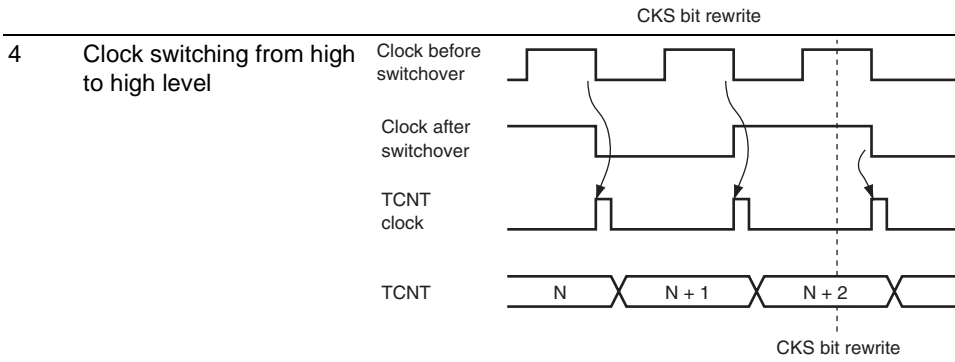 CKS bit rewrite
4 Clock switching from high
to high level
Clock before
switchover
Clock after
switchover
TCNT
clock
TCNT N N + 1 N + 2
CKS bit rewrite